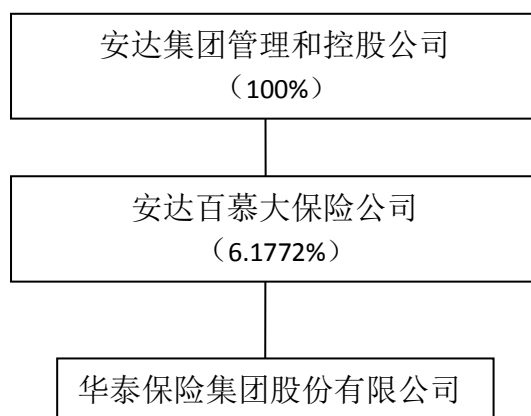 安达集团管理和控股公司
（100%）
安达百慕大保险公司
（6.1772%）
华泰保险集团股份有限公司